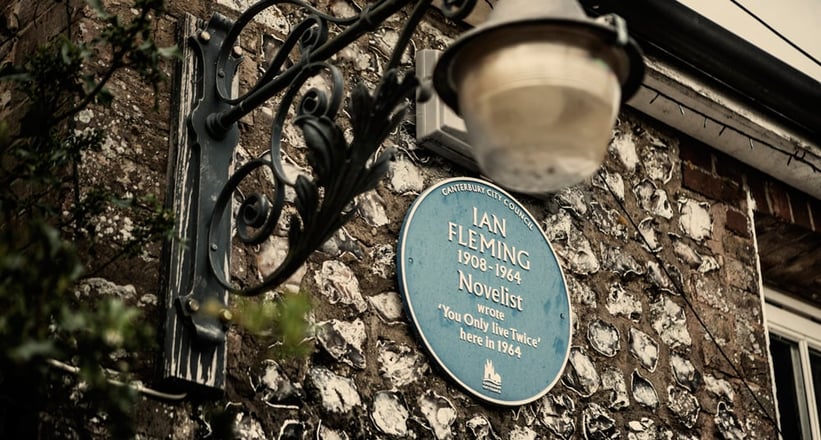 CANTERBURY CITY COUNCIL
IAN
FLEMING
1908-1964
Novelist
wrote
'You Only live Twice'
here in 1964